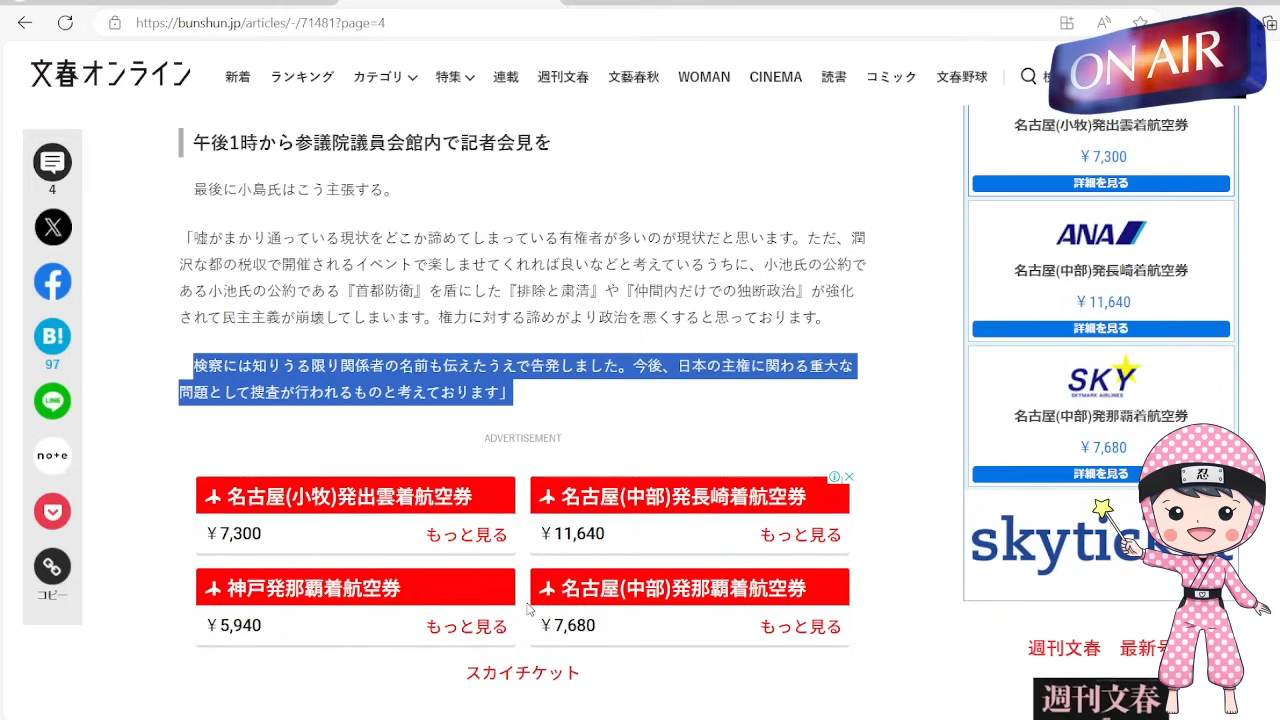 https://bunshun.jp/articles/-/71481?page=4
文春オンライン
新着 ランキング カテゴリ 特集 連載 週刊文春 文藝春秋 WOMAN CINEMA 読書 コミック 文春野球
ON AIR
午後1時から参議院議員会館内で記者会見を
最後に小島氏はこう主張する。
「嘘がまかり通っている現状をどこか諦めてしまっている有権者が多いのが現状だと思います。ただ、潤
沢な都の税収で開催されるイベントで楽しませてくれれば良いなどと考えているうちに、小池氏の公約で
ある小池氏の公約である『首都防衛』を盾にした『排除と粛清』や『仲間内だけでの独断政治』が強化
されて民主主義が崩壊してしまいます。権力に対する諦めがより政治を悪くすると思っております。
検察には知りうる限り関係者の名前も伝えたうえで告発しました。今後、日本の主権に関わる重大な
問題として捜査が行われるものと考えております」
4
B!
97
LINE
note
コピー
ADVERTISEMENT
名古屋(小牧)発出雲着航空券
￥7,300 もっと見る
名古屋(中部)発長崎着航空券
￥11,640 もっと見る
神戸発那覇着航空券
￥5,940 もっと見る
名古屋(中部)発那覇着航空券
￥7,680 もっと見る
スカイチケット
名古屋(小牧)発出雲着航空券
￥7,300
詳細を見る
ANA
名古屋(中部)発長崎着航空券
￥11,640
詳細を見る
SKY
SKYMARK AIRLINES
名古屋(中部)発那覇着航空券
￥7,680
詳細を見る
忍
週刊文春 最新
週刊文春